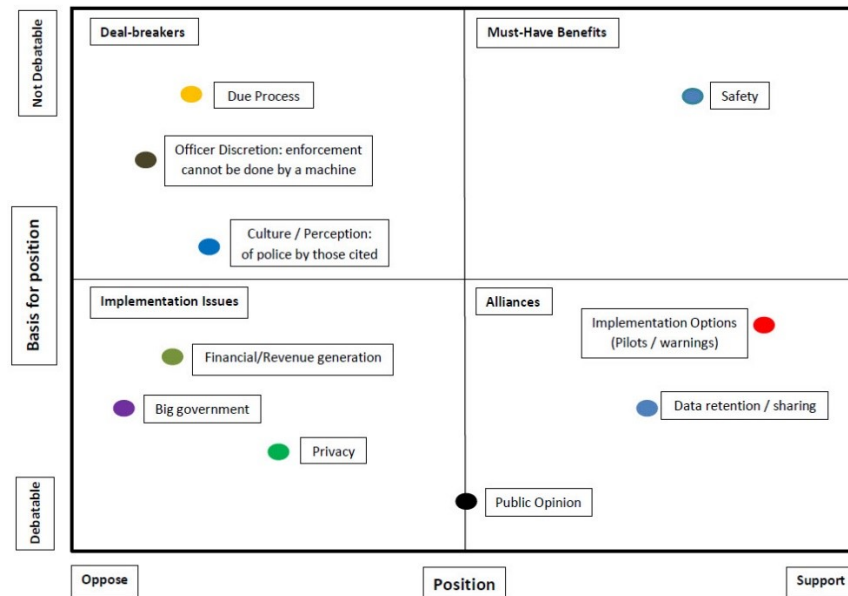 Not Debatable
Basis for position
Debatable
Deal-breakers
Due Process
Officer Discretion: enforcement
cannot be done by a machine
Culture / Perception:
of police by those cited
Must-Have Benefits
Safety
Implementation Issues
Financial/Revenue generation
Big government
Privacy
Alliances
Implementation Options
(Pilots / warnings)
Data retention / sharing
Public Opinion
Oppose
Position
Support